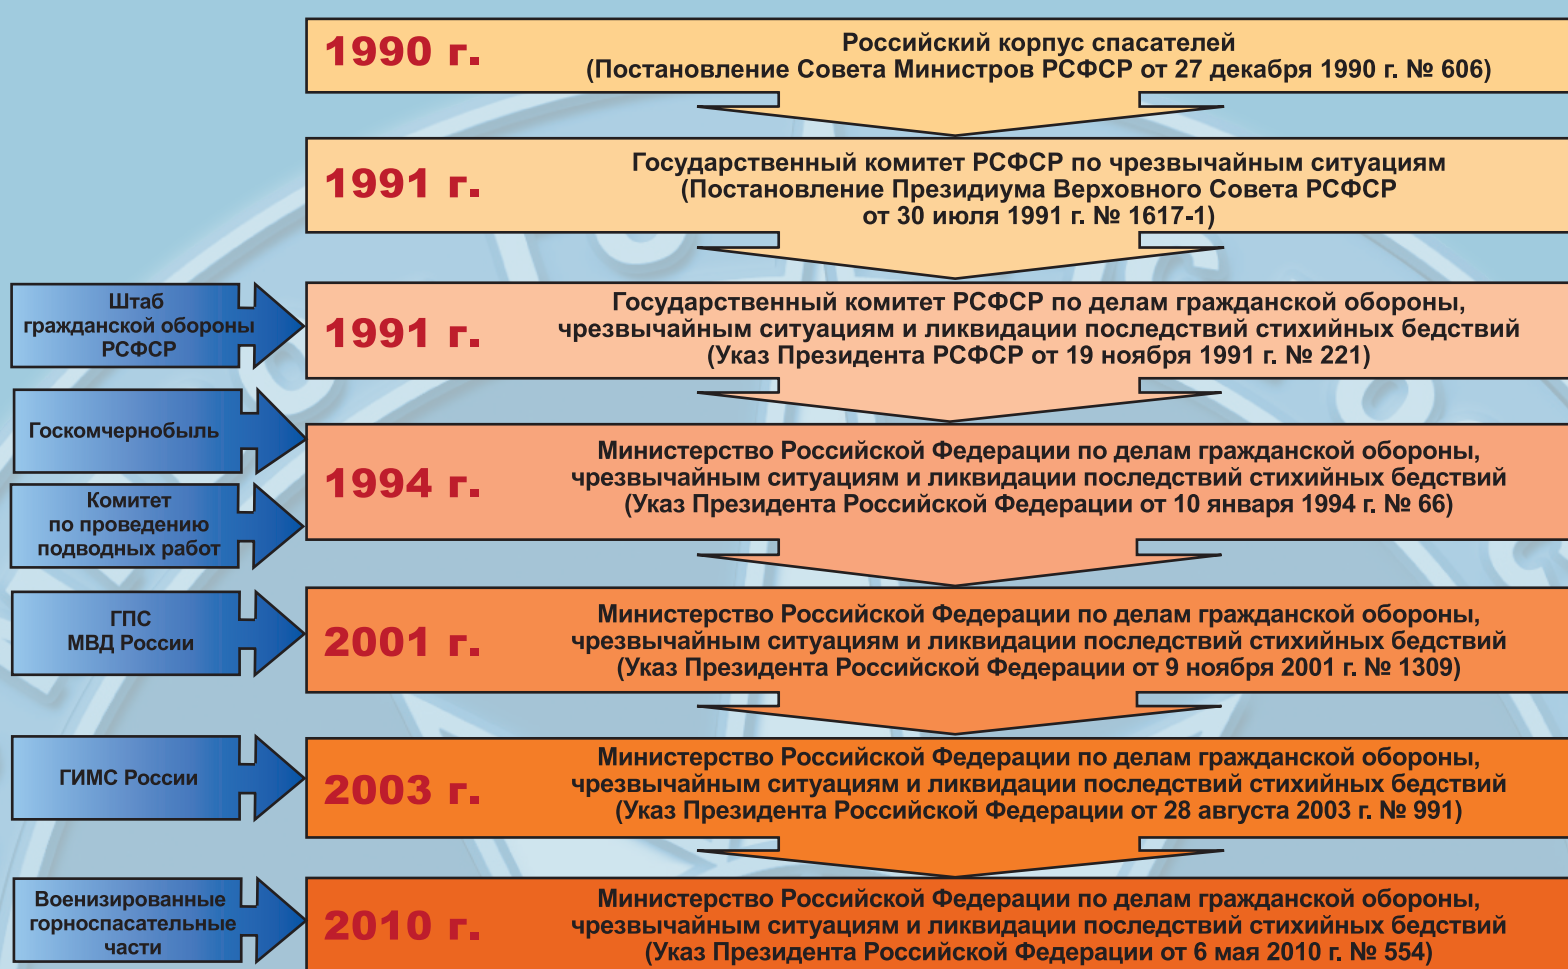 1990 г.
Российский корпус спасателей
(Постановление Совета Министров РСФСР от 27 декабря 1990 г. № 606)
1991 г.
Государственный комитет РСФСР по чрезвычайным ситуациям
(Постановление Президиума Верховного Совета РСФСР
от 30 июля 1991 г. № 1617-1)
Штаб
гражданской обороны
РСФСР
1991 г.
Государственный комитет РСФСР по делам гражданской обороны,
чрезвычайным ситуациям и ликвидации последствий стихийных бедствий
(Указ Президента РСФСР от 19 ноября 1991 г. № 221)
Госкомчернобыль
Комитет
по проведению
подводных работ
1994 г.
Министерство Российской Федерации по делам гражданской обороны,
чрезвычайным ситуациям и ликвидации последствий стихийных бедствий
(Указ Президента Российской Федерации от 10 января 1994 г. № 66)
ГПС
МВД России
2001 г.
Министерство Российской Федерации по делам гражданской обороны,
чрезвычайным ситуациям и ликвидации последствий стихийных бедствий
(Указ Президента Российской Федерации от 9 ноября 2001 г. № 1309)
ГИМС России
2003 г.
Министерство Российской Федерации по делам гражданской обороны,
чрезвычайным ситуациям и ликвидации последствий стихийных бедствий
(Указ Президента Российской Федерации от 28 августа 2003 г. № 991)
Военизированные
горноспасательные
части
2010 г.
Министерство Российской Федерации по делам гражданской обороны,
чрезвычайным ситуациям и ликвидации последствий стихийных бедствий
(Указ Президента Российской Федерации от 6 мая 2010 г. № 554)